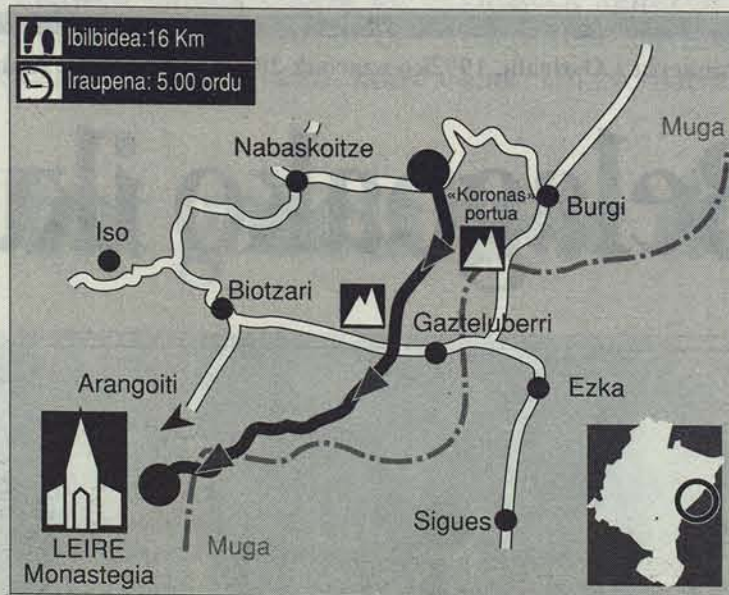 Ibilbidea:16 Km
Iraupena: 5.00 ordu
Muga
Nabaskoitze
«Koronas»
portua
Burgi
Iso
Biotzari
Gazteluberri
Arangoiti
Ezka
LEIRE
Monastegia
Muga
Sigues